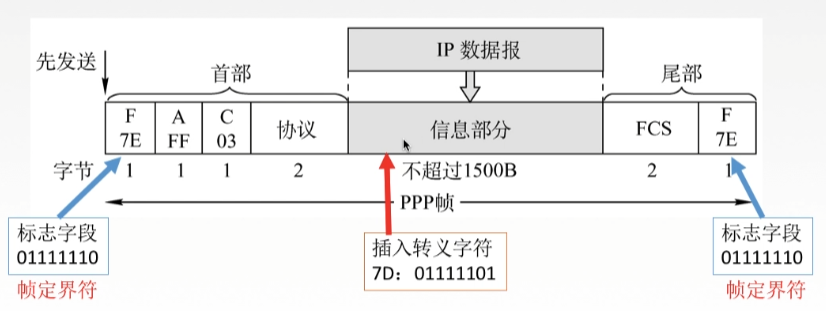 IP 数据报
先发送
首部
尾部
F
7E
A
FF
C
03
协议
信息部分
FCS
F
7E
字节
1
1
1
2
不超过1500B
2
1
PPP帧
标志字段
01111110
帧定界符
插入转义字符
7D：01111101
标志字段
01111110
帧定界符